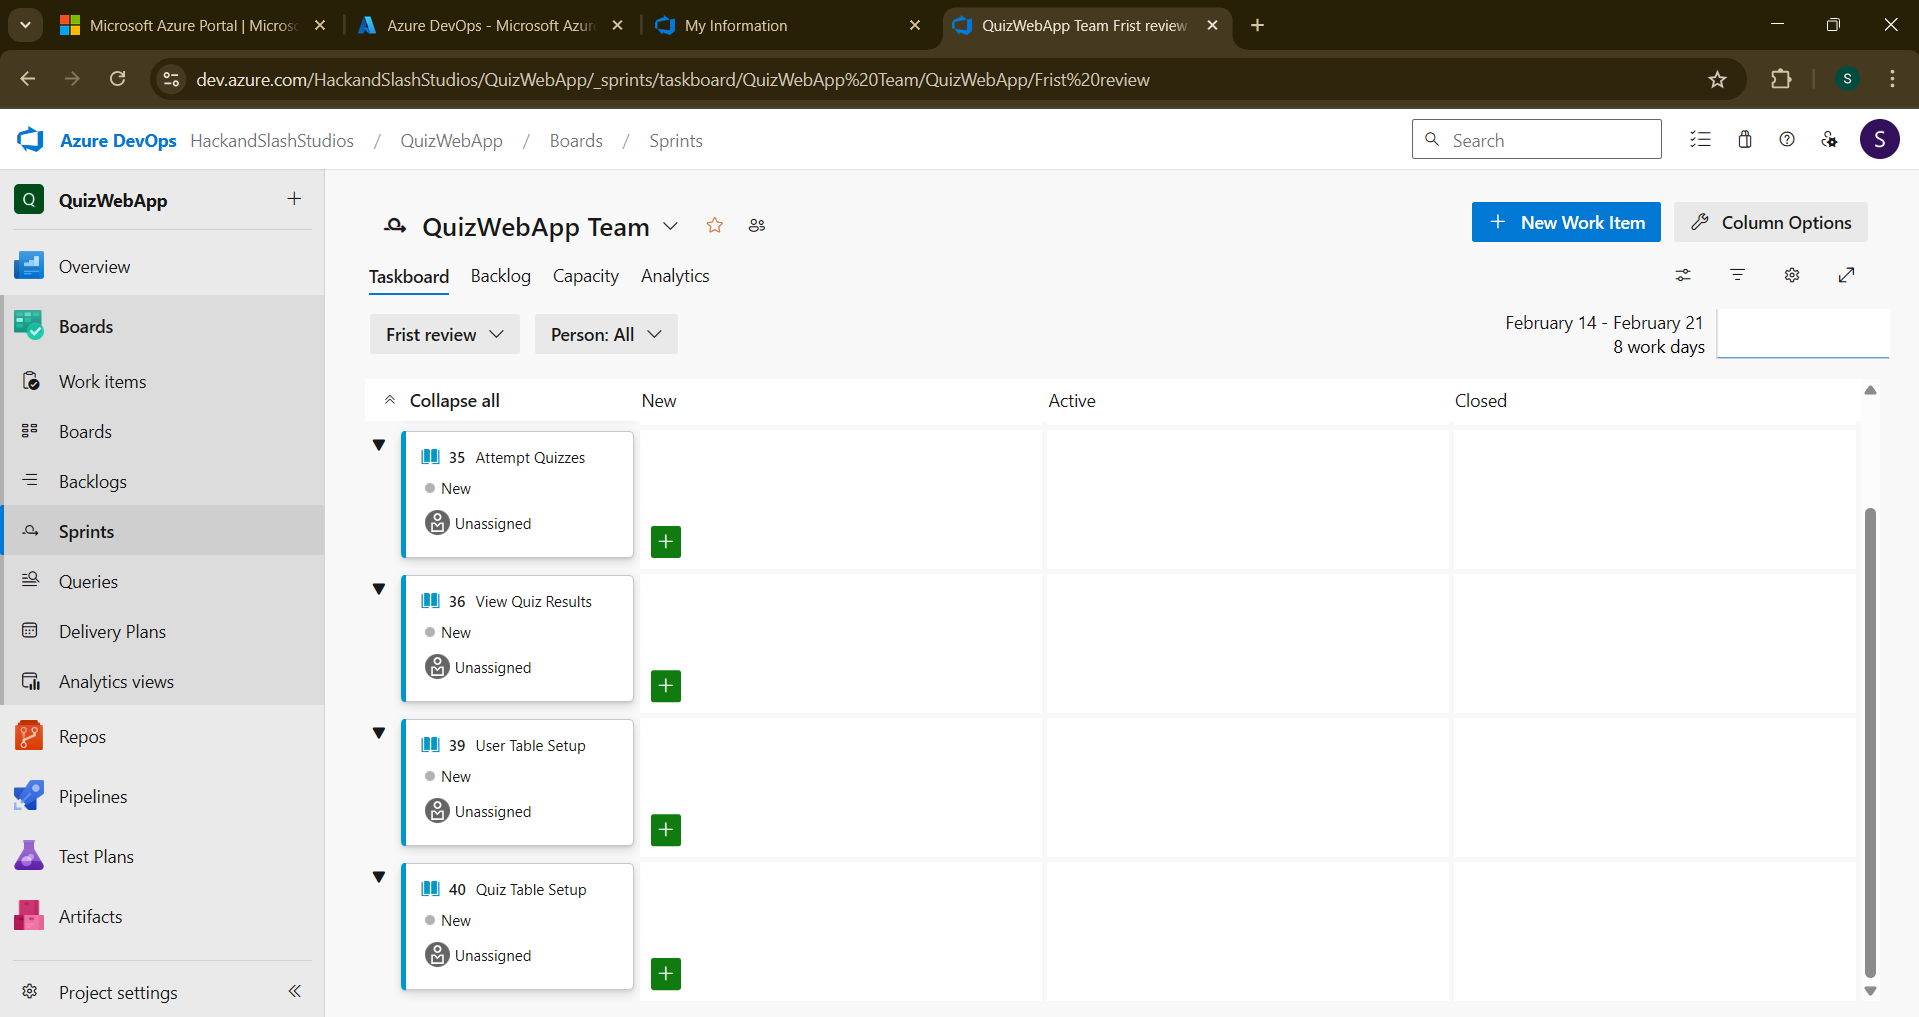 Microsoft Azure Portal | Micros
Azure DevOps - Microsoft Azur
My Information
QuizWebApp Team Frist review
dev.azure.com/HackandSlashStudios/QuizWebApp/_sprints/taskboard/QuizWebApp%20Team/QuizWebApp/Frist%20review
S
Azure DevOps HackandSlashStudios / QuizWebApp / Boards / Sprints
Search
S
Q QuizWebApp
Overview
Boards
Work items
Boards
Backlogs
Sprints
Queries
Delivery Plans
Analytics views
Repos
Pipelines
Test Plans
Artifacts
Project settings
QuizWebApp Team
New Work Item
Column Options
Taskboard Backlog Capacity Analytics
Frist review
Person: All
February 14 - February 21
8 work days
Collapse all New Active Closed
35 Attempt Quizzes
New
Unassigned
36 View Quiz Results
New
Unassigned
39 User Table Setup
New
Unassigned
40 Quiz Table Setup
New
Unassigned